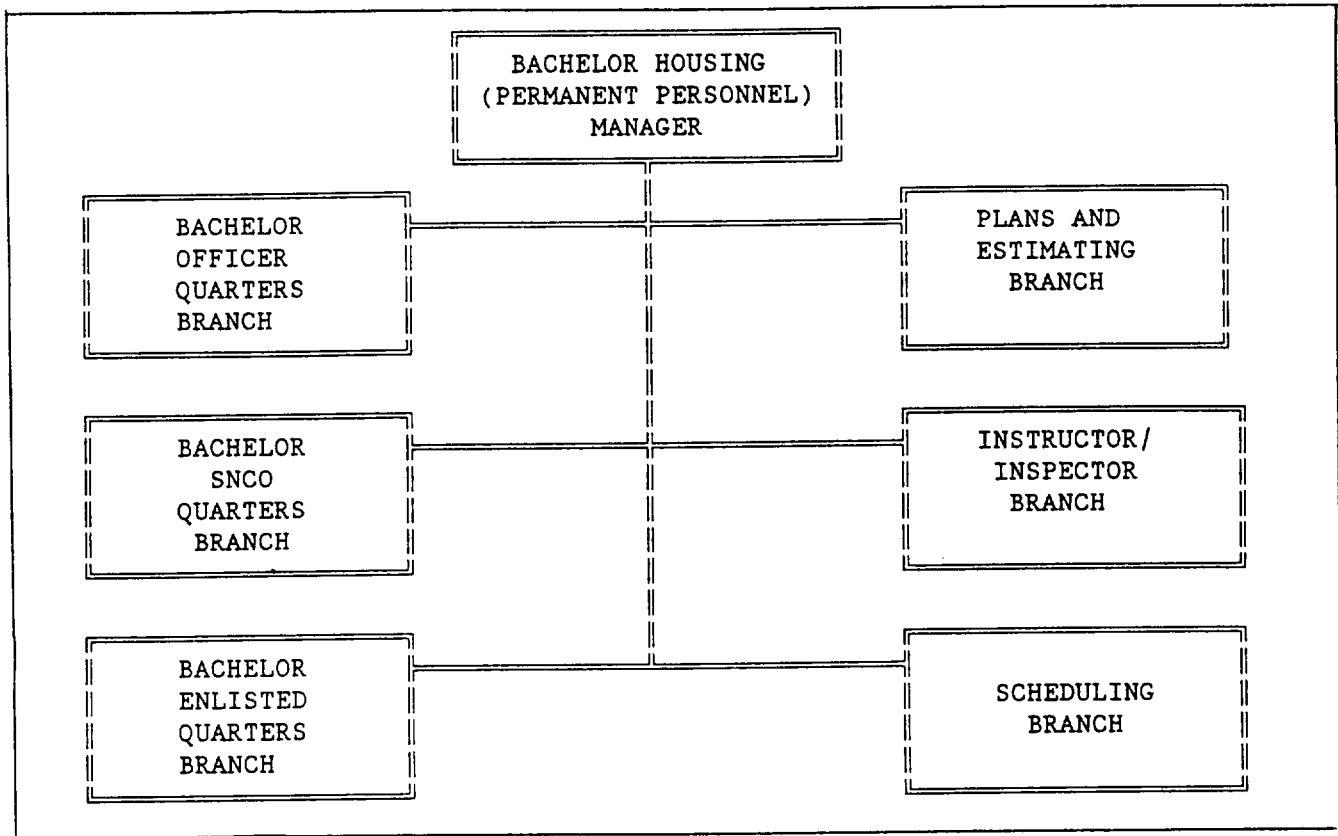 BACHELOR HOUSING
(PERMANENT PERSONNEL)
MANAGER
BACHELOR
OFFICER
QUARTERS
BRANCH
PLANS AND
ESTIMATING
BRANCH
BACHELOR
SNCO
QUARTERS
BRANCH
INSTRUCTOR/
INSPECTOR
BRANCH
BACHELOR
ENLISTED
QUARTERS
BRANCH
SCHEDULING
BRANCH